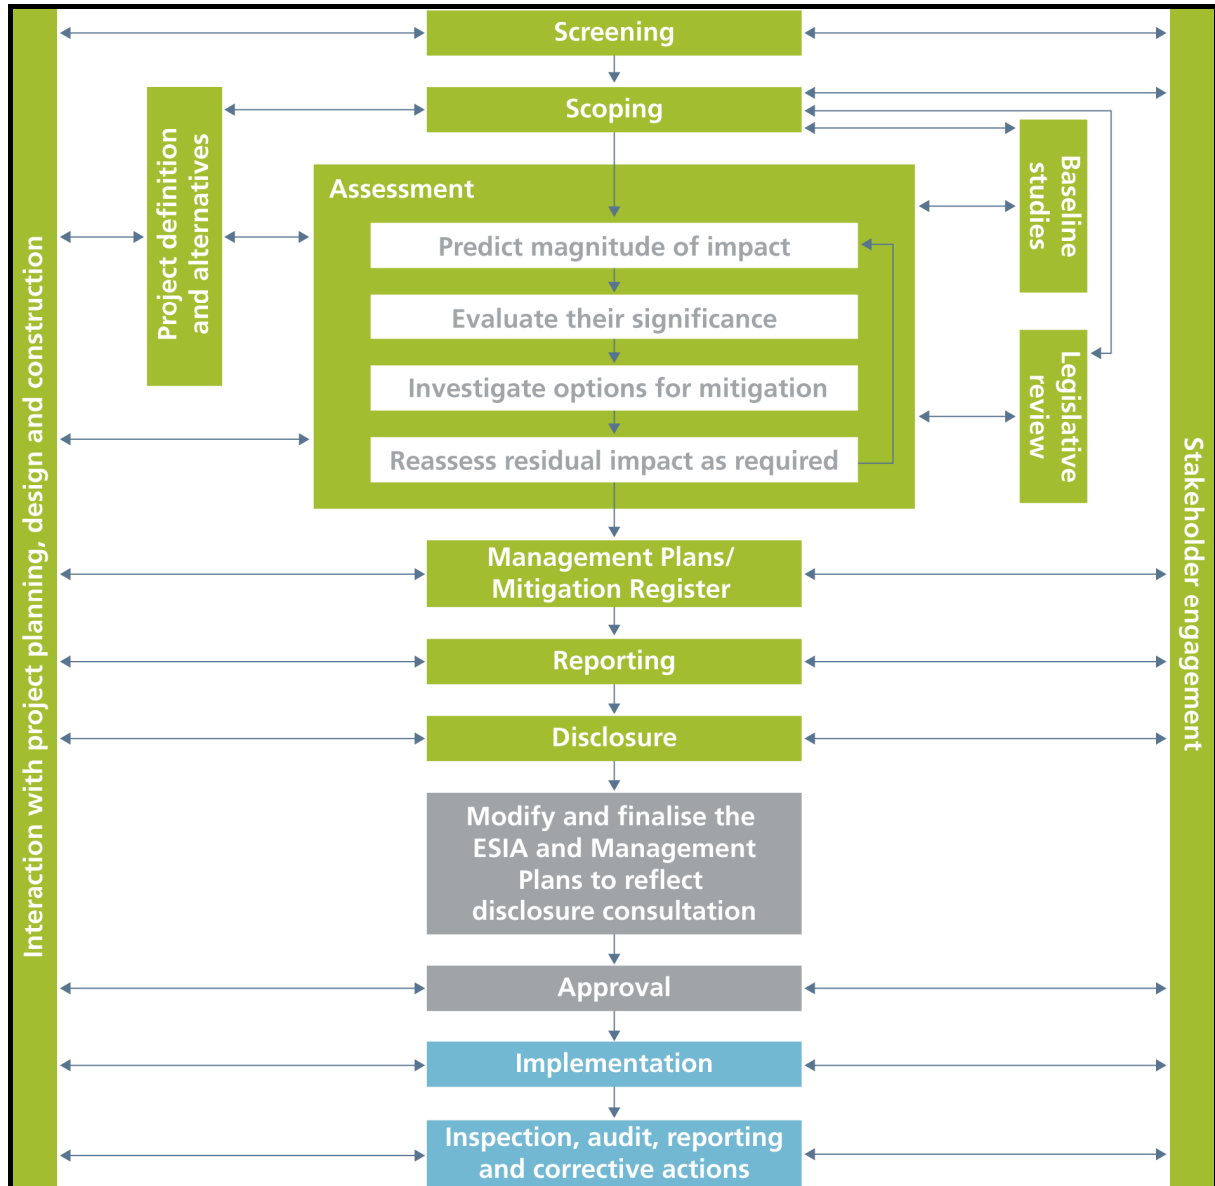 Screening
Scoping
Interaction with project planning, design and construction
Project definition
and alternatives
Assessment
Predict magnitude of impact
Evaluate their significance
Investigate options for mitigation
Reassess residual impact as required
Baseline
studies
Legislative
review
Stakeholder engagement
Management Plans/
Mitigation Register
Reporting
Disclosure
Modify and finalise the
ESIA and Management
Plans to reflect
disclosure consultation
Approval
Implementation
Inspection, audit, reporting
and corrective actions